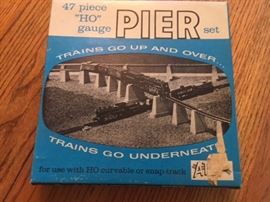 47 piece
"HO" PIER set
gauge
TRAINS GO UP AND OVER...
TRAINS GO UNDERNEAT
for use with HO curvable or snap-track